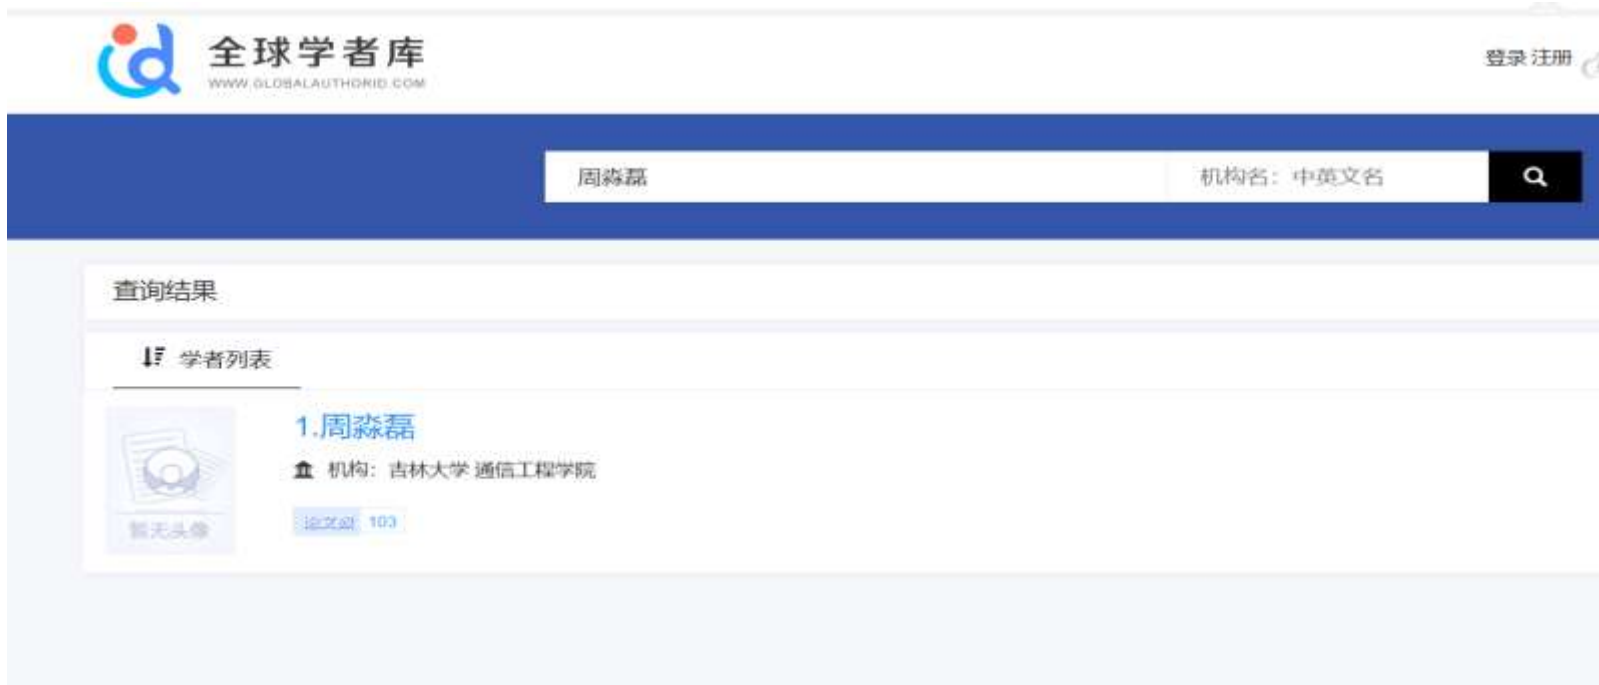 全球学者库
WWW.GLOBALAUTHORID.COM
登录 注册
周淼磊
机构名：中英文名
查询结果
学者列表
1.周淼磊
机构：吉林大学 通信工程学院
论文数 103
暂无头像